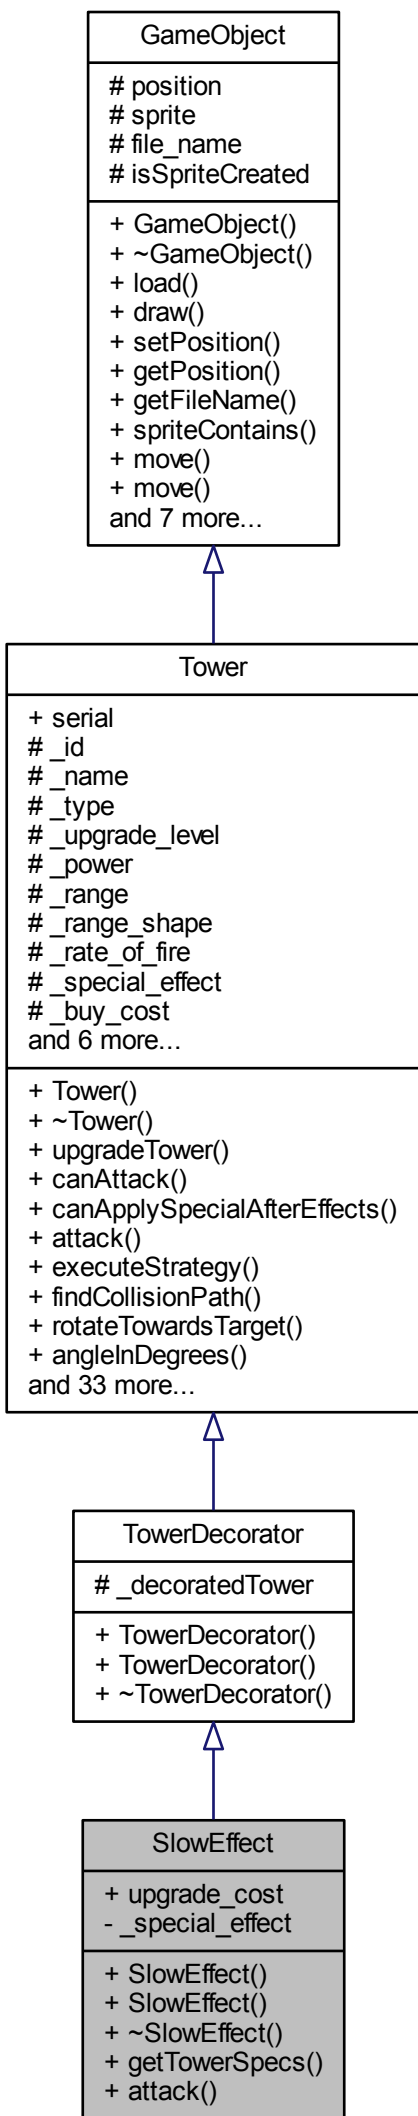 GameObject
# position
# sprite
# file_name
# isSpriteCreated
+ GameObject()
+ ~GameObject()
+ load()
+ draw()
+ setPosition()
+ getPosition()
+ getFileName()
+ spriteContains()
+ move()
+ move()
and 7 more...
Tower
+ serial
# _id
# _name
# _type
# _upgrade_level
# _power
# _range
# _range_shape
# _rate_of_fire
# _special_effect
# _buy_cost
and 6 more...
+ Tower()
+ ~Tower()
+ upgradeTower()
+ canAttack()
+ canApplySpecialAfterEffects()
+ attack()
+ executeStrategy()
+ findCollisionPath()
+ rotateTowardsTarget()
+ angleInDegrees()
and 33 more...
TowerDecorator
# _decoratedTower
+ TowerDecorator()
+ TowerDecorator()
+ ~TowerDecorator()
SlowEffect
+ upgrade_cost
- _special_effect
+ SlowEffect()
+ SlowEffect()
+ ~SlowEffect()
+ getTowerSpecs()
+ attack()